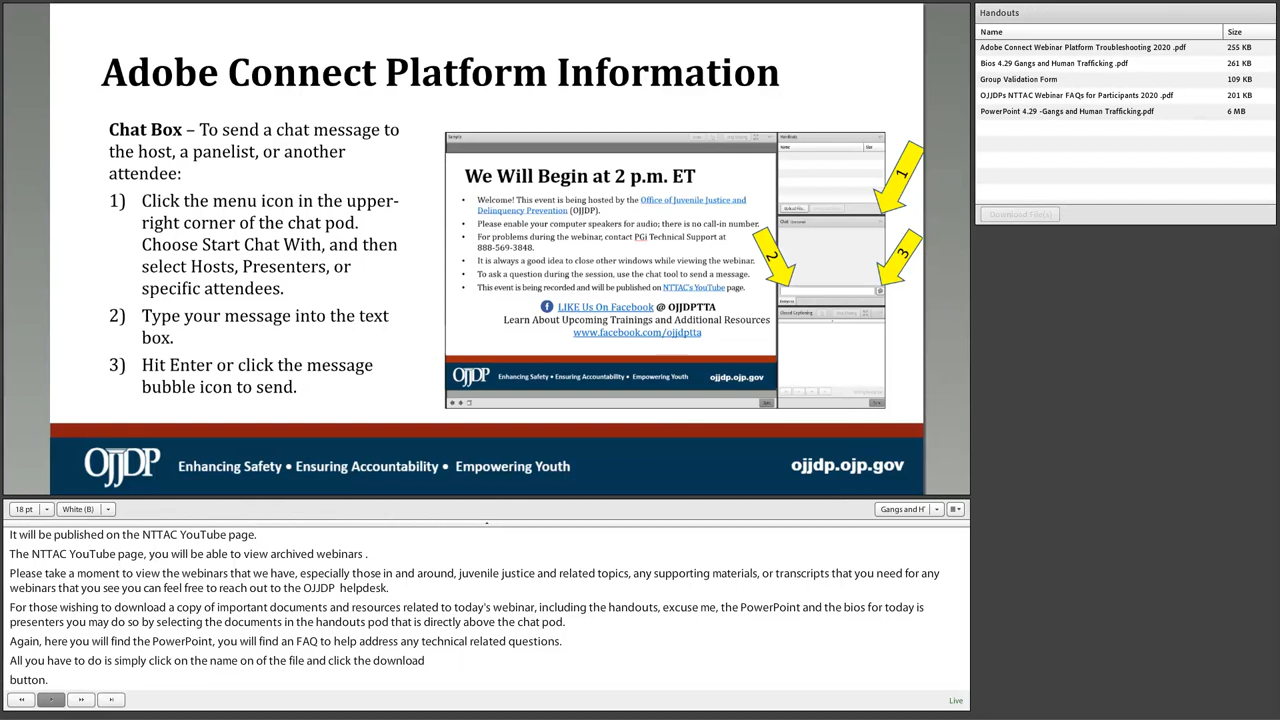 Adobe Connect Platform Information
Chat Box – To send a chat message to
the host, a panelist, or another
attendee:
1) Click the menu icon in the upper-
right corner of the chat pod.
Choose Start Chat With, and then
select Hosts, Presenters, or
specific attendees.
2) Type your message into the text
box.
3) Hit Enter or click the message
bubble icon to send.
We Will Begin at 2 p.m. ET
• Welcome! This event is being hosted by the Office of Juvenile Justice and
Delinquency Prevention (OJJDP).
• Please enable your computer speakers for audio; there is no call-in number.
• For problems during the webinar, contact PGi Technical Support at
888-569-3848.
• It is always a good idea to close other windows while viewing the webinar.
• To ask a question during the session, use the chat tool to send a message.
• This event is being recorded and will be published on NTTAC's YouTube page.
LIKE Us On Facebook @ OJJDPTTA
Learn About Upcoming Trainings and Additional Resources
www.facebook.com/ojjdptta
OJJDP Enhancing Safety • Ensuring Accountability • Empowering Youth ojjdp.ojp.gov
Handouts
Name Size
Chat
Closed Captioning
1
2
3
OJJDP Enhancing Safety • Ensuring Accountability • Empowering Youth ojjdp.ojp.gov
18 pt White (B) Gangs and H'
It will be published on the NTTAC YouTube page.
The NTTAC YouTube page, you will be able to view archived webinars .
Please take a moment to view the webinars that we have, especially those in and around, juvenile justice and related topics, any supporting materials, or transcripts that you need for any
webinars that you see you can feel free to reach out to the OJJDP helpdesk.
For those wishing to download a copy of important documents and resources related to today's webinar, including the handouts, excuse me, the PowerPoint and the bios for today is
presenters you may do so by selecting the documents in the handouts pod that is directly above the chat pod.
Again, here you will find the PowerPoint, you will find an FAQ to help address any technical related questions.
All you have to do is simply click on the name on of the file and click the download
button.
Live
Handouts
Name Size
Adobe Connect Webinar Platform Troubleshooting 2020 .pdf 255 KB
Bios 4.29 Gangs and Human Trafficking .pdf 261 KB
Group Validation Form 109 KB
OJJDPs NTTAC Webinar FAQs for Participants 2020 .pdf 201 KB
PowerPoint 4.29 -Gangs and Human Trafficking.pdf 6 MB
Download File(s)